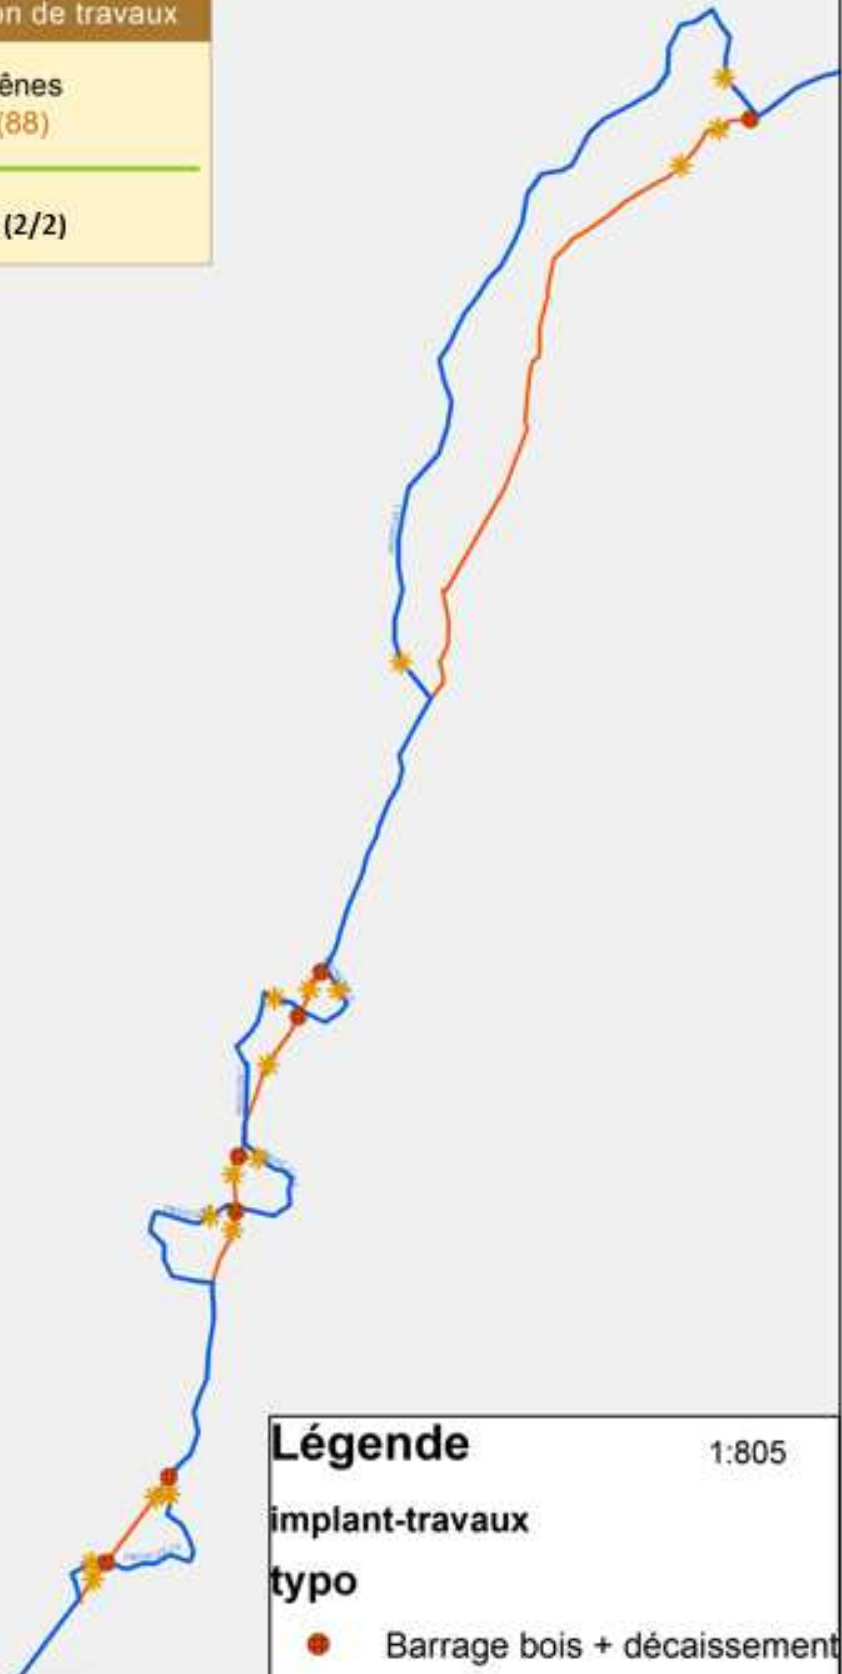 on de travaux
ênes
(88)
(2/2)
Légende 1:805
implant-travaux
typo
Barrage bois + décaissement